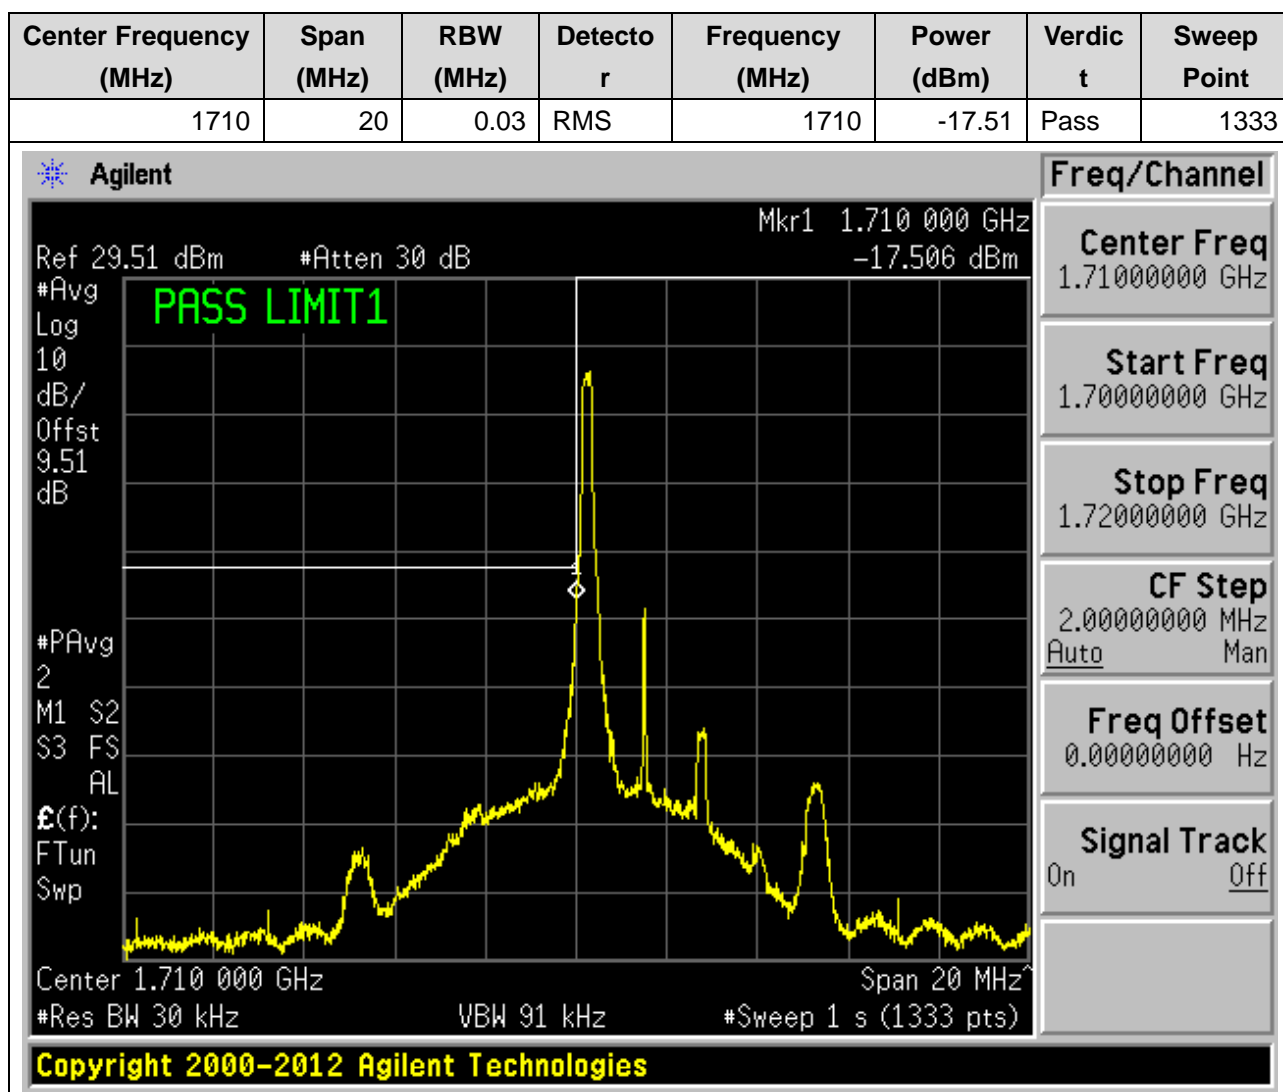 Center Frequency (MHz) Span (MHz) RBW (MHz) Detecto r Frequency (MHz) Power (dBm) Verdic t Sweep Point
1710 20 0.03 RMS 1710 -17.51 Pass 1333
Agilent Freq/Channel
Mkr1 1.710 000 GHz
Ref 29.51 dBm #Atten 30 dB -17.506 dBm
#Avg
Log
10
dB/
Offst
9.51
dB
PASS LIMIT1
1
#PAvg
2
M1 S2
S3 FS
AL
£(f):
FTun
Swp
Center 1.710 000 GHz Span 20 MHz^
#Res BW 30 kHz VBW 91 kHz #Sweep 1 s (1333 pts)
Center Freq
1.71000000 GHz
Start Freq
1.70000000 GHz
Stop Freq
1.72000000 GHz
CF Step
2.00000000 MHz
Auto Man
Freq Offset
0.00000000 Hz
Signal Track
On Off
Copyright 2000-2012 Agilent Technologies